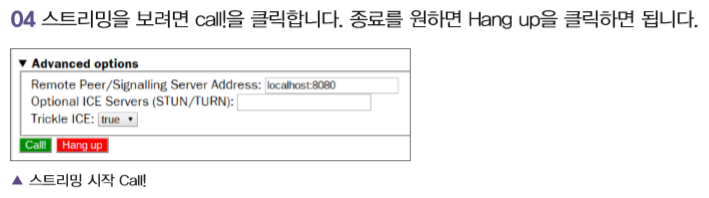 04 스트리밍을 보려면 call!을 클릭합니다. 종료를 원하면 Hang up을 클릭하면 됩니다.
▼ Advanced options
Remote Peer/Signalling Server Address: localhost:8080
Optional ICE Servers (STUN/TURN):
Trickle ICE: true ▼
Call! Hang up
▲ 스트리밍 시작 Call!